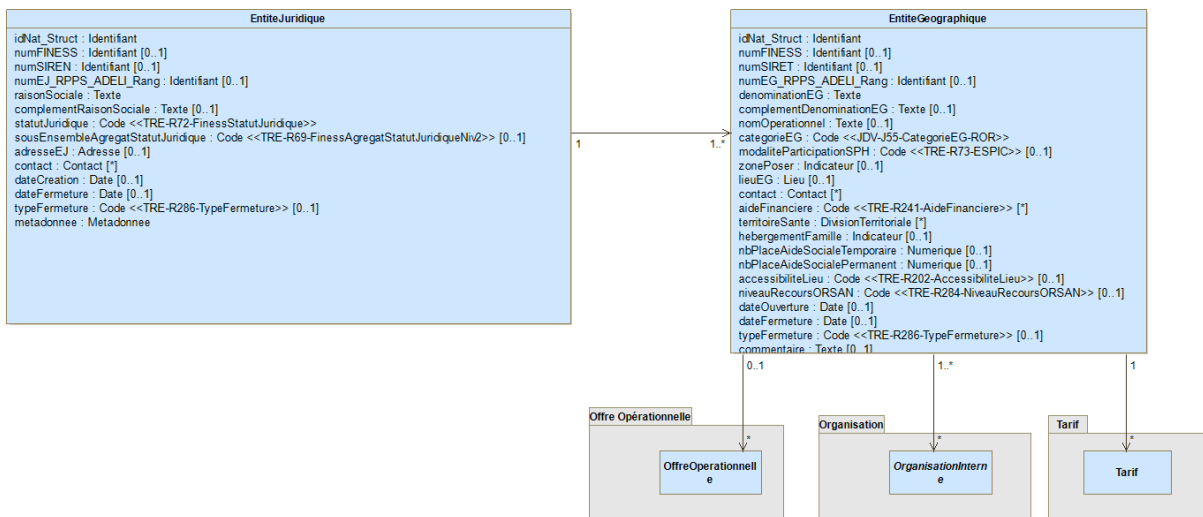 EntiteJuridique
idNat_Struct : Identifiant
numFINESS : Identifiant [0..1]
numSIREN : Identifiant [0..1]
numEJ_RPPS_ADELI_Rang : Identifiant [0..1]
raisonSociale : Texte
complementRaisonSociale : Texte [0..1]
statutJuridique : Code <<TRE-R72-FinessStatutJuridique>>
sousEnsembleAgregatStatutJuridique : Code <<TRE-R69-FinessAgregatStatutJuridiqueNiv2>> [0..1]
adresseEJ : Adresse [0..1]
contact : Contact [*]
dateCreation : Date [0..1]
dateFermeture : Date [0..1]
typeFermeture : Code <<TRE-R286-TypeFermeture>> [0..1]
metadonnee : Metadonnee
1
1..*
EntiteGeographique
idNat_Struct : Identifiant
numFINESS : Identifiant [0..1]
numSIRET : Identifiant [0..1]
numEG_RPPS_ADELI_Rang : Identifiant [0..1]
denominationEG : Texte
complementDenominationEG : Texte [0..1]
nomOperationnel : Texte [0..1]
categorieEG : Code <<JDV-J55-CategorieEG-ROR>>
modaliteParticipationSPH : Code <<TRE-R73-ESPIC>> [0..1]
zonePoser : Indicateur [0..1]
lieuEG : Lieu [0..1]
contact : Contact [*]
aideFinanciere : Code <<TRE-R241-AideFinanciere>> [*]
territoireSante : DivisionTerritoriale [*]
hebergementFamille : Indicateur [0..1]
nbPlaceAideSocialeTemporaire : Numerique [0..1]
nbPlaceAideSocialePermanent : Numerique [0..1]
accessibiliteLieu : Code <<TRE-R202-AccessibiliteLieu>> [0..1]
niveauRecoursORSAN : Code <<TRE-R284-NiveauRecoursORSAN>> [0..1]
dateOuverture : Date [0..1]
dateFermeture : Date [0..1]
typeFermeture : Code <<TRE-R286-TypeFermeture>> [0..1]
commentaire : Texte [0..1]
0..1
1..*
1
Offre Opérationnelle
*
OffreOperationnell
e
Organisation
*
OrganisationIntern
e
Tarif
*
Tarif